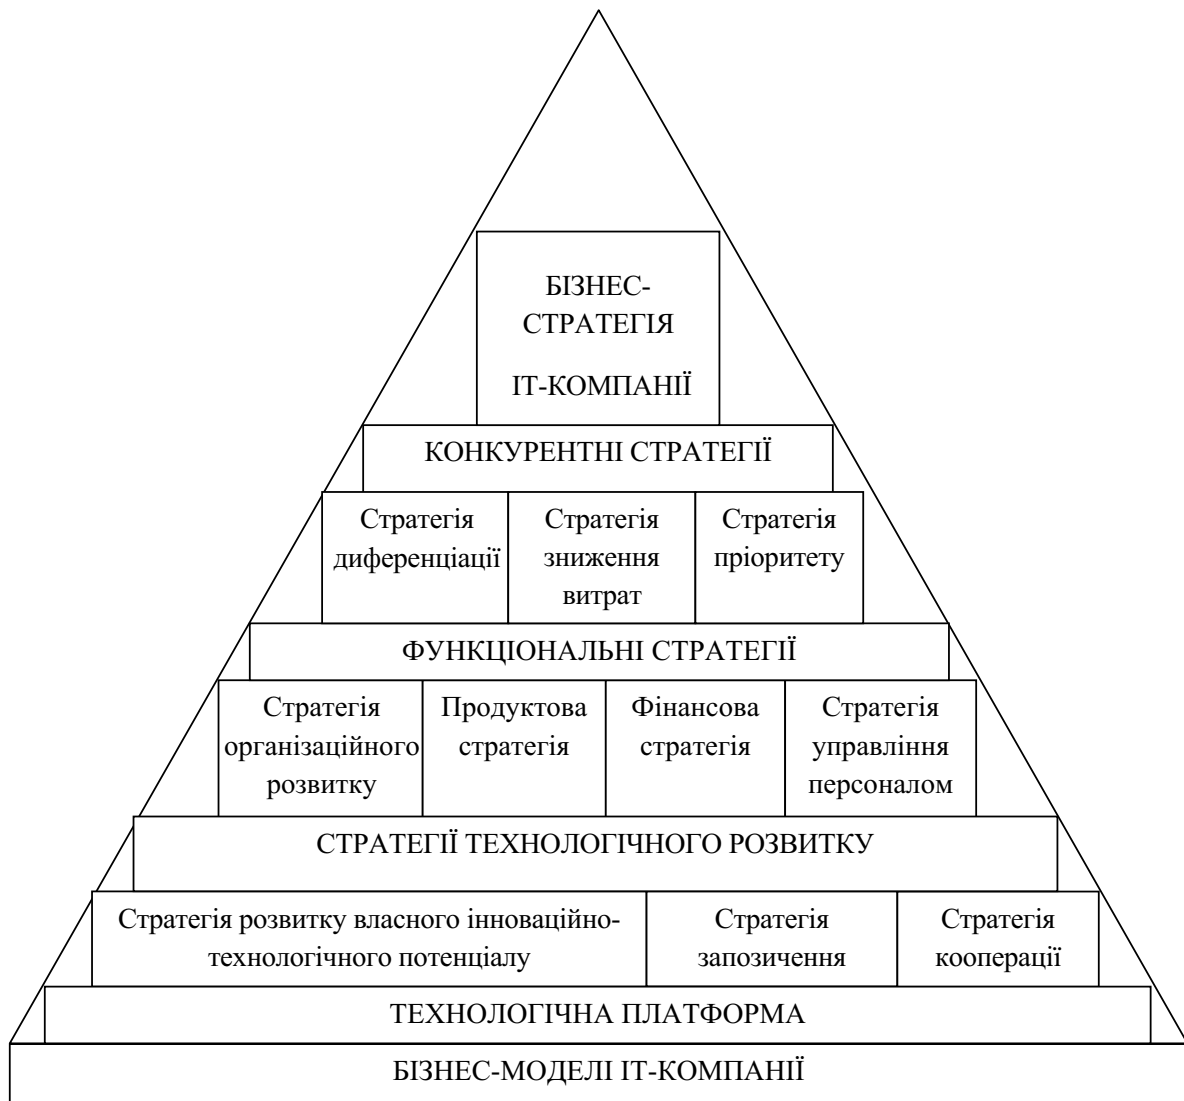 БІЗНЕС-
СТРАТЕГІЯ
ІТ-КОМПАНІЇ
КОНКУРЕНТНІ СТРАТЕГІЇ
Стратегія
диференціації
Стратегія
зниження
витрат
Стратегія
пріоритету
ФУНКЦІОНАЛЬНІ СТРАТЕГІЇ
Стратегія
організаційного
розвитку
Продуктова
стратегія
Фінансова
стратегія
Стратегія
управління
персоналом
СТРАТЕГІЇ ТЕХНОЛОГІЧНОГО РОЗВИТКУ
Стратегія розвитку власного інноваційно-
технологічного потенціалу
Стратегія
запозичення
Стратегія
кооперації
ТЕХНОЛОГІЧНА ПЛАТФОРМА
БІЗНЕС-МОДЕЛІ ІТ-КОМПАНІЇ